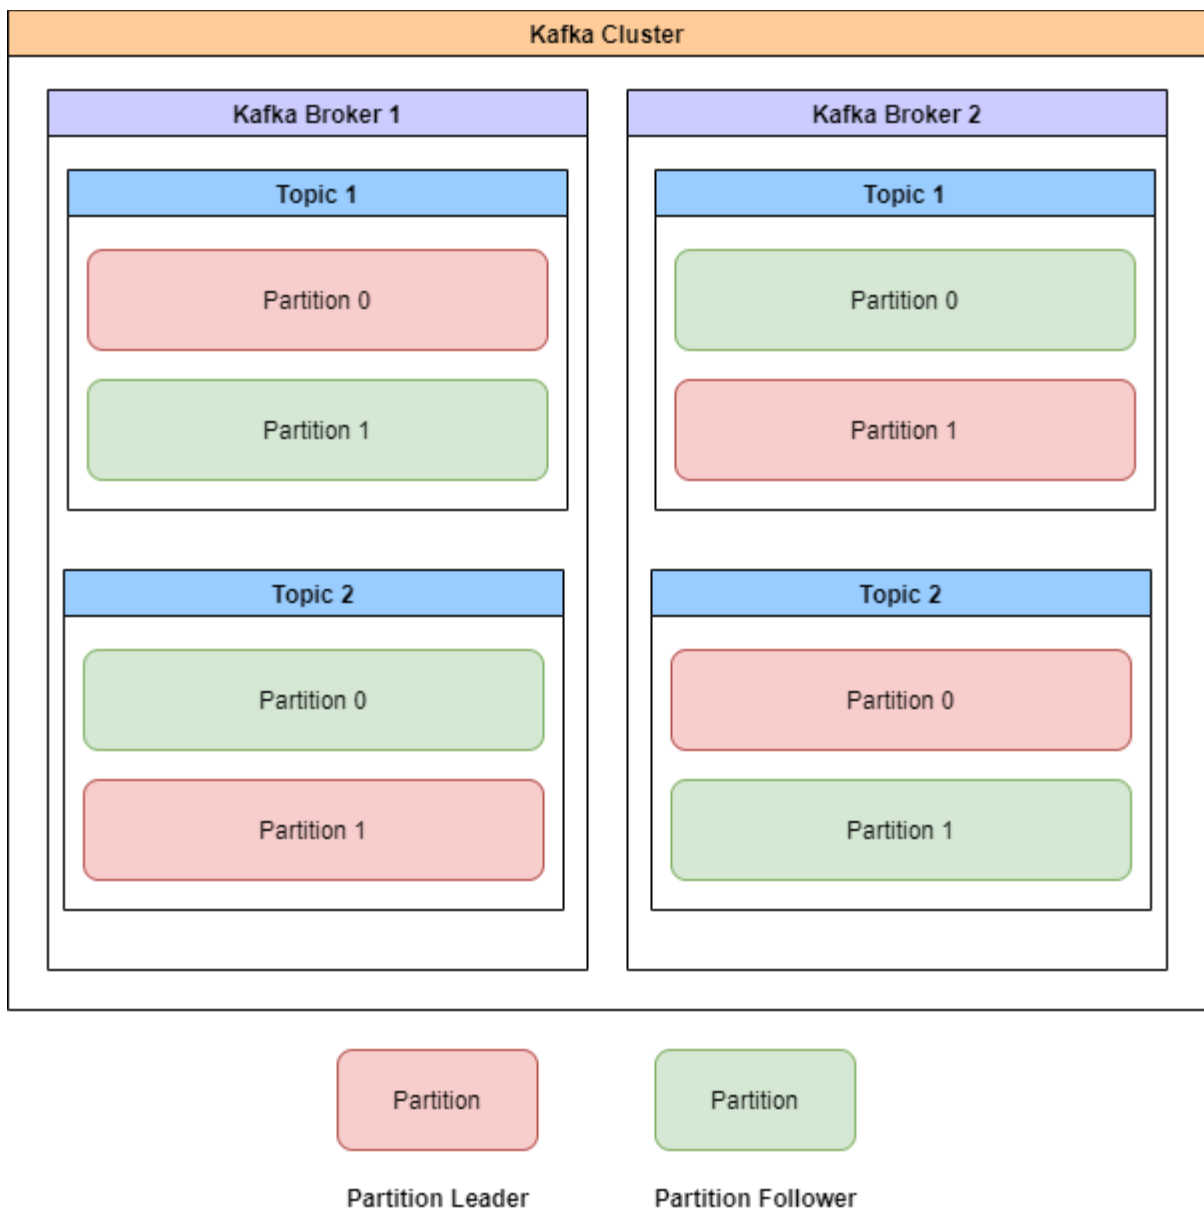 Kafka Cluster
Kafka Broker 1
Topic 1
Partition 0
Partition 1
Topic 2
Partition 0
Partition 1
Kafka Broker 2
Topic 1
Partition 0
Partition 1
Topic 2
Partition 0
Partition 1
Partition
Partition Leader
Partition
Partition Follower